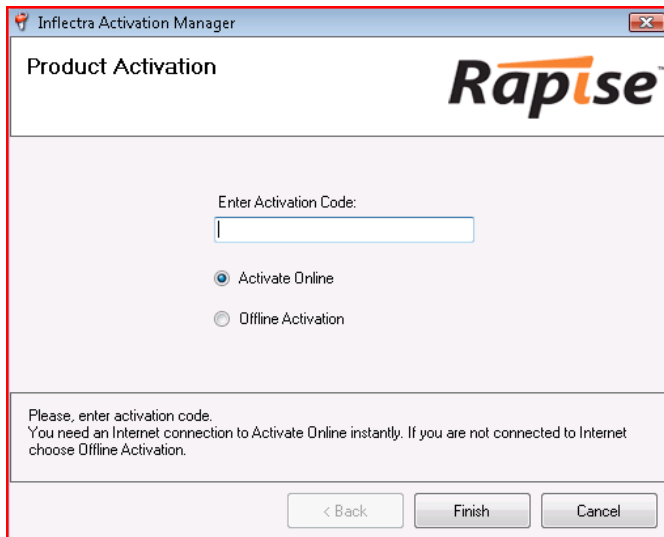 Inflectra Activation Manager
Product Activation
Rapise™
Enter Activation Code:
Activate Online
Offline Activation
Please, enter activation code.
You need an Internet connection to Activate Online instantly. If you are not connected to Internet
choose Offline Activation.
< Back
Finish
Cancel